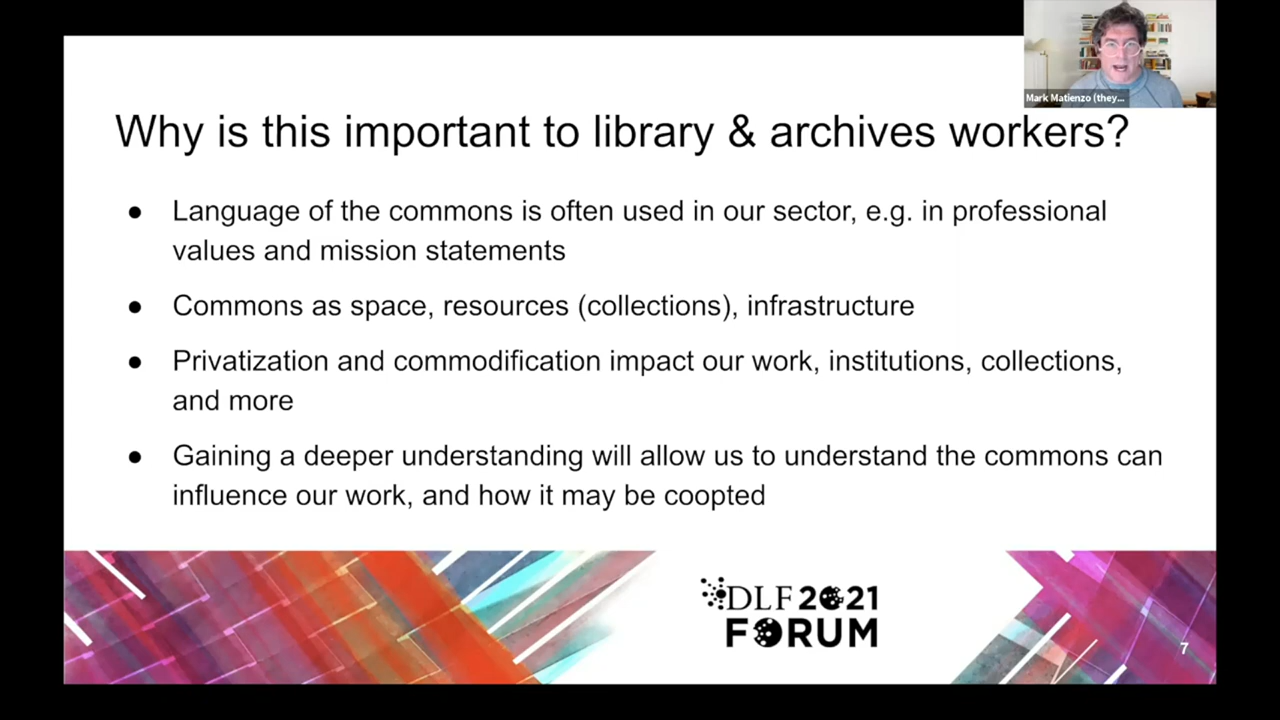 Mark Matienzo (they...
Why is this important to library & archives workers?
● Language of the commons is often used in our sector, e.g. in professional
values and mission statements
● Commons as space, resources (collections), infrastructure
● Privatization and commodification impact our work, institutions, collections,
and more
● Gaining a deeper understanding will allow us to understand the commons can
influence our work, and how it may be coopted
DLF 2021
FORUM
7